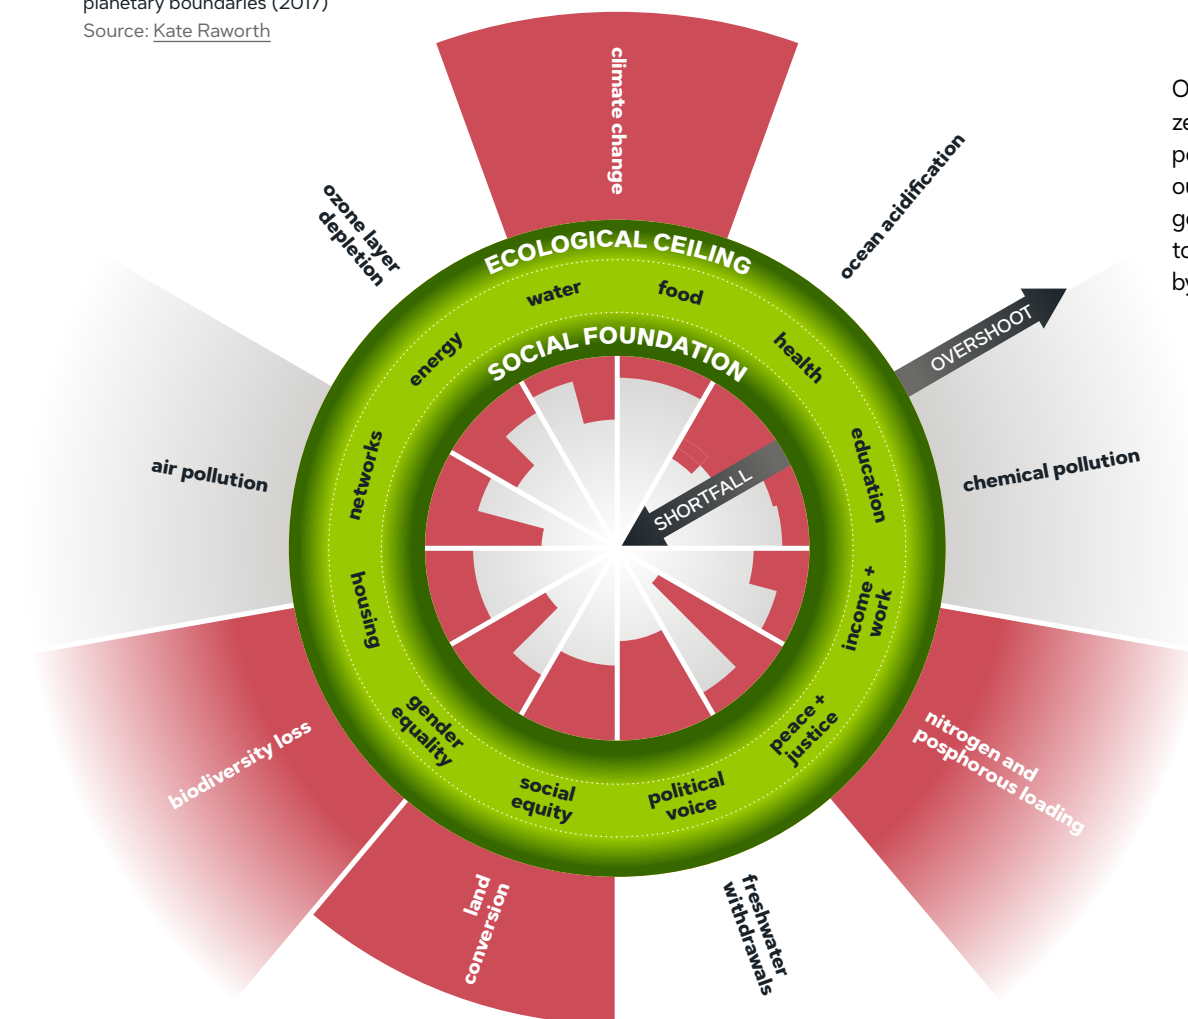 planetary boundaries (2017)
Source: Kate Raworth
climate change
ocean acidification
ozone layer
depletion
ECOLOGICAL CEILING
water
food
energy
health
SOCIAL FOUNDATION
OVERSHOOT
networks
education
air pollution
chemical pollution
SHORTFALL
housing
income +
work
gender
equality
peace +
justice
biodiversity loss
nitrogen and
phosphorous loading
social
equity
political
voice
land
conversion
freshwater
withdrawals